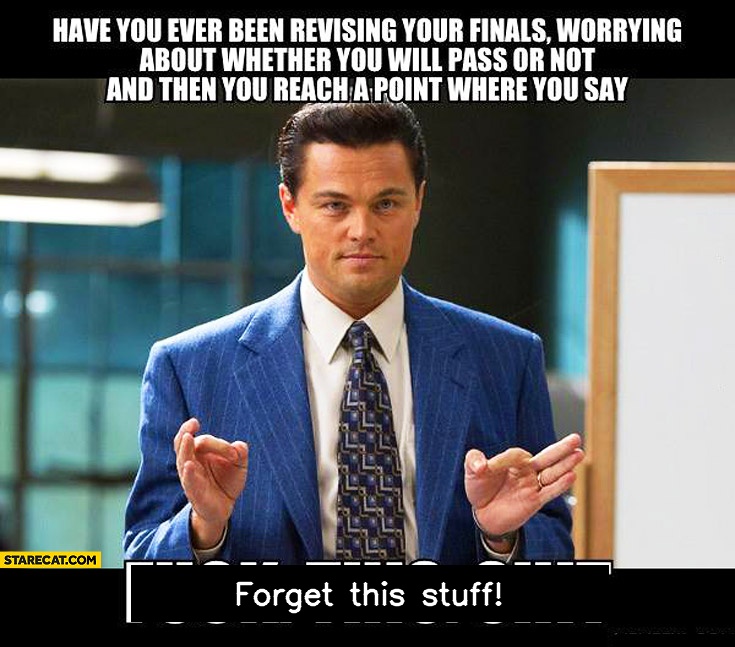 HAVE YOU EVER BEEN REVISING YOUR FINALS, WORRYING
ABOUT WHETHER YOU WILL PASS OR NOT
AND THEN YOU REACH A POINT WHERE YOU SAY
STARECAT.COM
Forget this stuff!